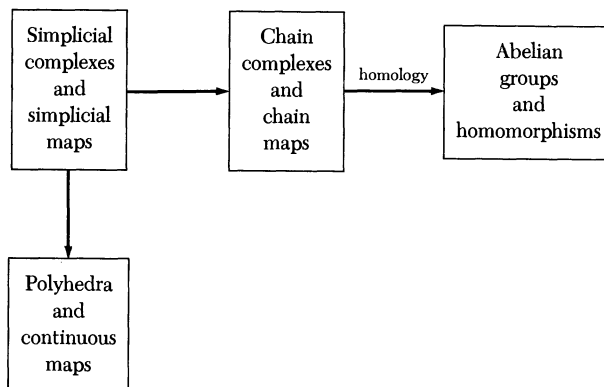 Simplicial
complexes
and
simplicial
maps
Chain
complexes
and
chain
maps
homology
Abelian
groups
and
homomorphisms
Polyhedra
and
continuous
maps